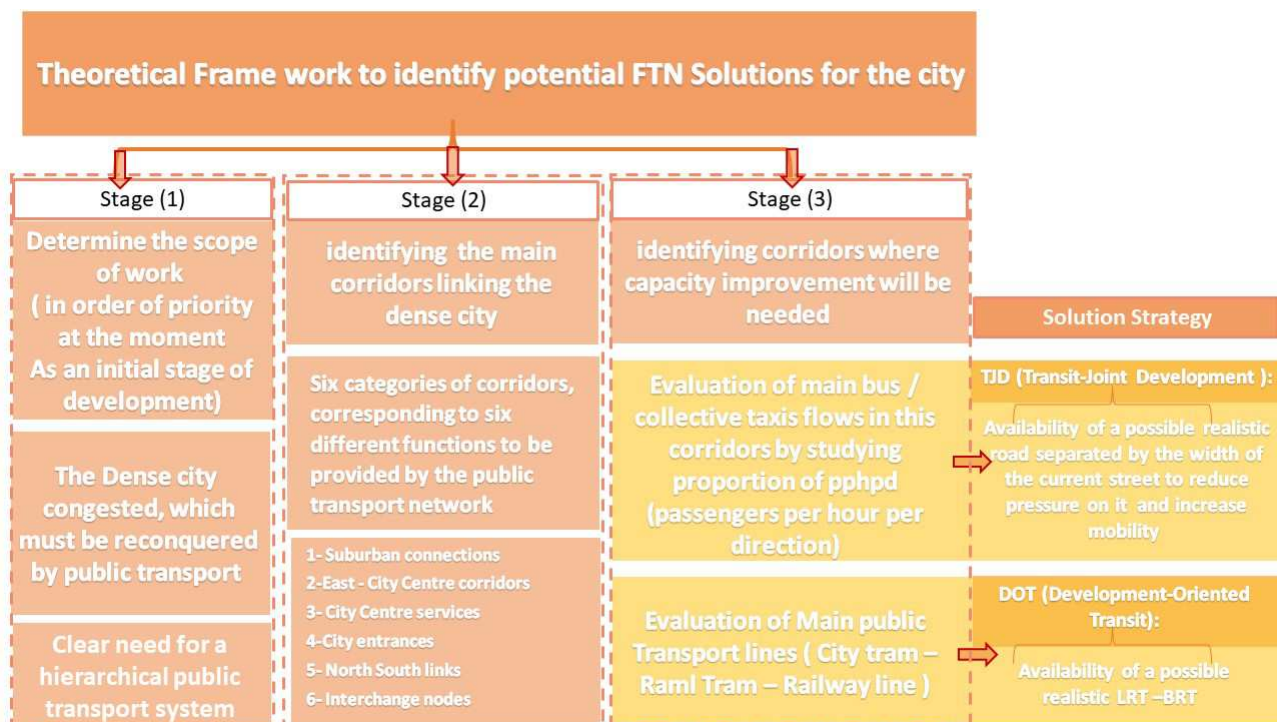 Theoretical Frame work to identify potential FTN Solutions for the city
Stage (1)
Determine the scope
of work
( in order of priority
at the moment
As an initial stage of
development)
The Dense city
congested, which
must be reconquered
by public transport
Clear need for a
hierarchical public
transport system
Stage (2)
identifying the main
corridors linking the
dense city
Six categories of corridors,
corresponding to six
different functions to be
provided by the public
transport network
1- Suburban connections
2-East - City Centre corridors
3- City Centre services
4-City entrances
5- North South links
6- Interchange nodes
Stage (3)
identifying corridors where
capacity improvement will be
needed
Evaluation of main bus /
collective taxis flows in this
corridors by studying
proportion of pphpd
(passengers per hour per
direction)
Evaluation of Main public
Transport lines ( City tram –
Raml Tram – Railway line )
Solution Strategy
TJD (Transit-Joint Development ):
Availability of a possible realistic
road separated by the width of
the current street to reduce
pressure on it and increase
mobility
DOT (Development-Oriented
Transit):
Availability of a possible
realistic LRT –BRT